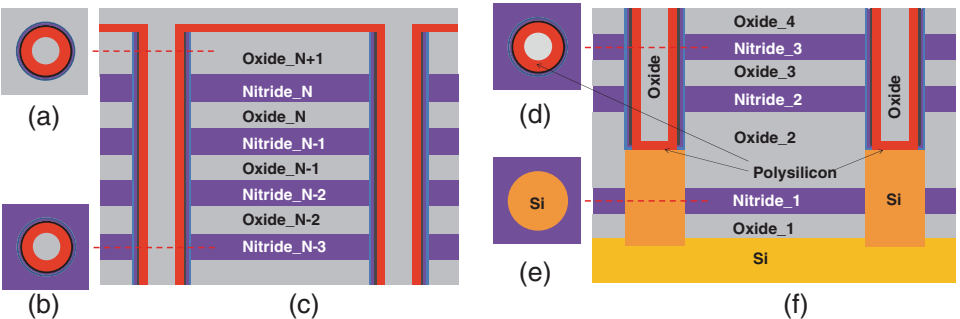 (a)
(b)
Oxide_N+1
Nitride_N
Oxide_N
Nitride_N-1
Oxide_N-1
Nitride_N-2
Oxide_N-2
Nitride_N-3
(c)
(d)
Si
(e)
Oxide_4
Nitride_3
Oxide_3
Nitride_2
Oxide_2
Oxide
Oxide
Polysilicon
Nitride_1
Si
Oxide_1
Si
(f)